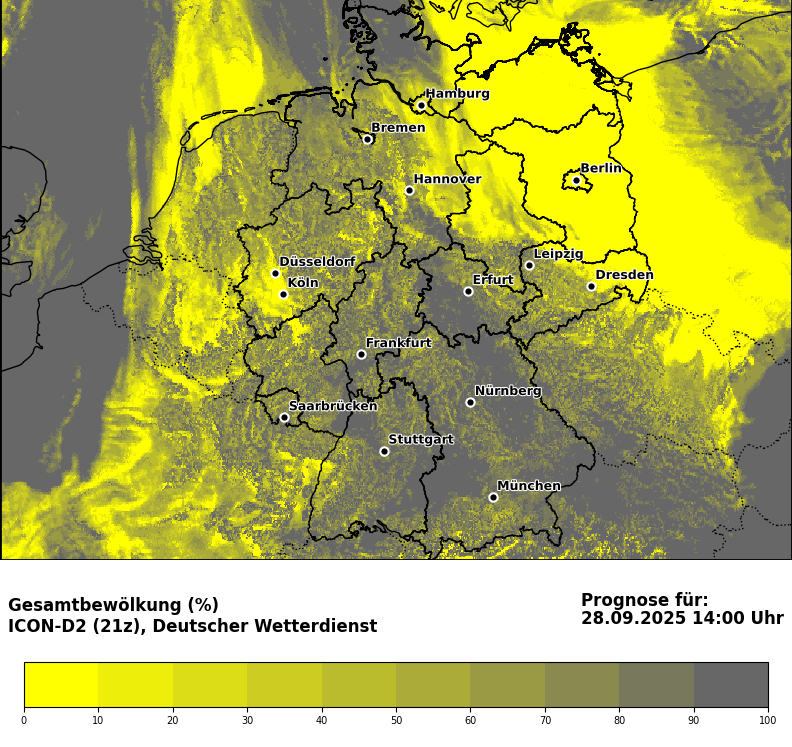 Hamburg
Bremen
Berlin
Hannover
Leipzig
Düsseldorf
Dresden
Köln
Erfurt
Frankfurt
Nürnberg
Saarbrücken
Stuttgart
München
Gesamtbewölkung (%)
ICON-D2 (21z), Deutscher Wetterdienst
Prognose für:
28.09.2025 14:00 Uhr
0 10 20 30 40 50 60 70 80 90 100